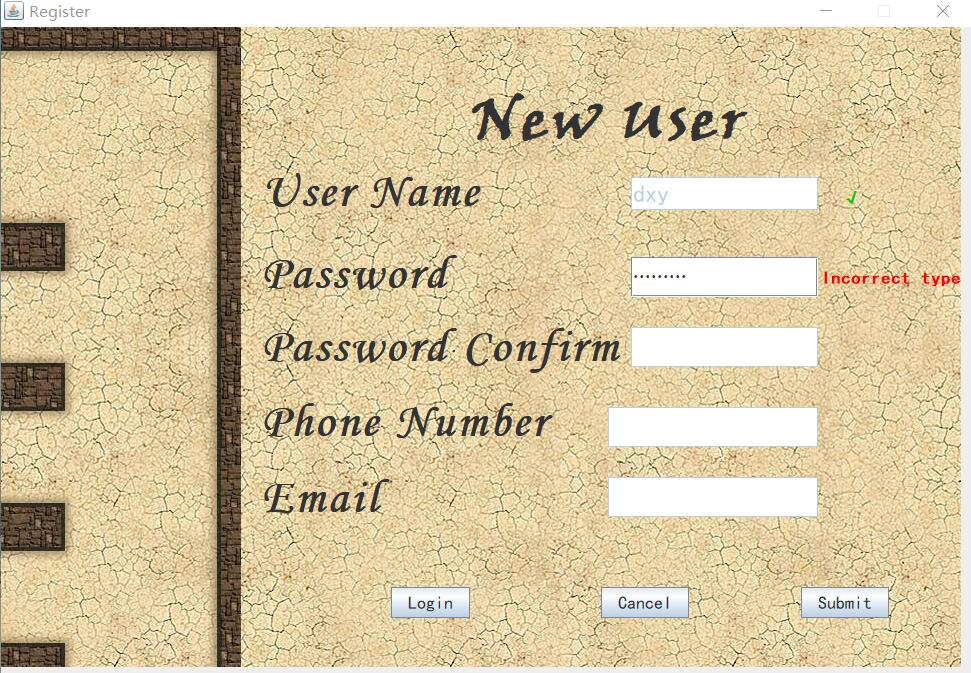 Register
New User
User Name dxy √
Password ········· Incorrect type
Password Confirm
Phone Number
Email
Login Cancel Submit